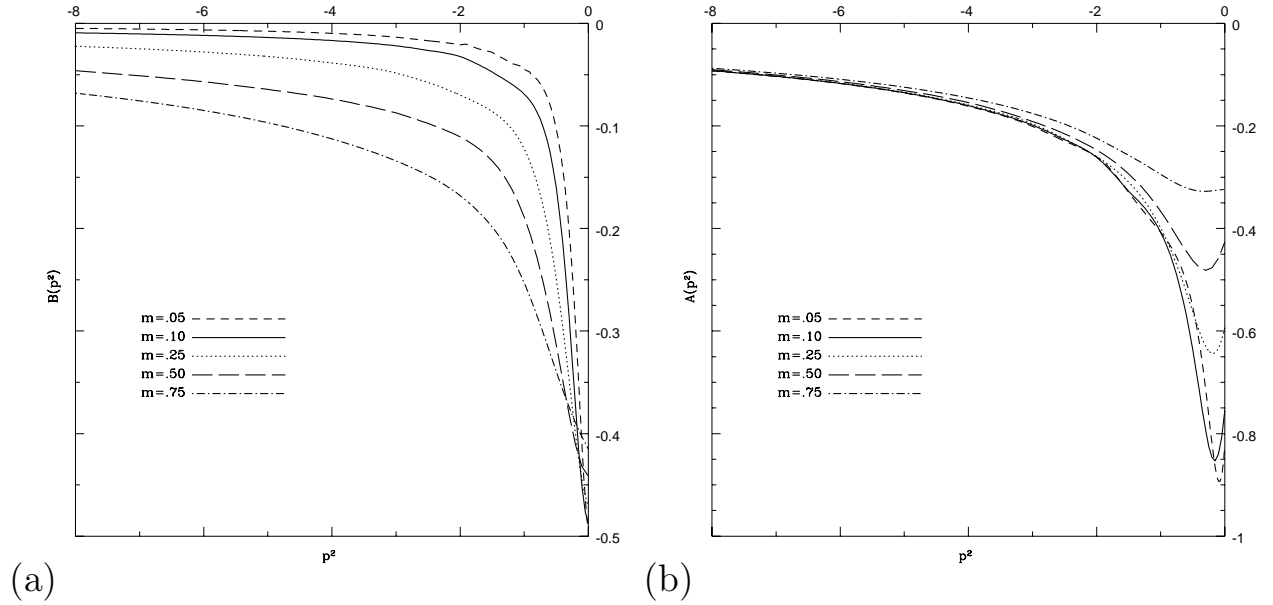 -8 -6 -4 -2 0
0
-0.1
-0.2
-0.3
-0.4
-0.5
B(p²)
m=.05
m=.10
m=.25
m=.50
m=.75
p²
(a)
-8 -6 -4 -2 0
0
-0.2
-0.4
-0.6
-0.8
-1
A(p²)
m=.05
m=.10
m=.25
m=.50
m=.75
p²
(b)